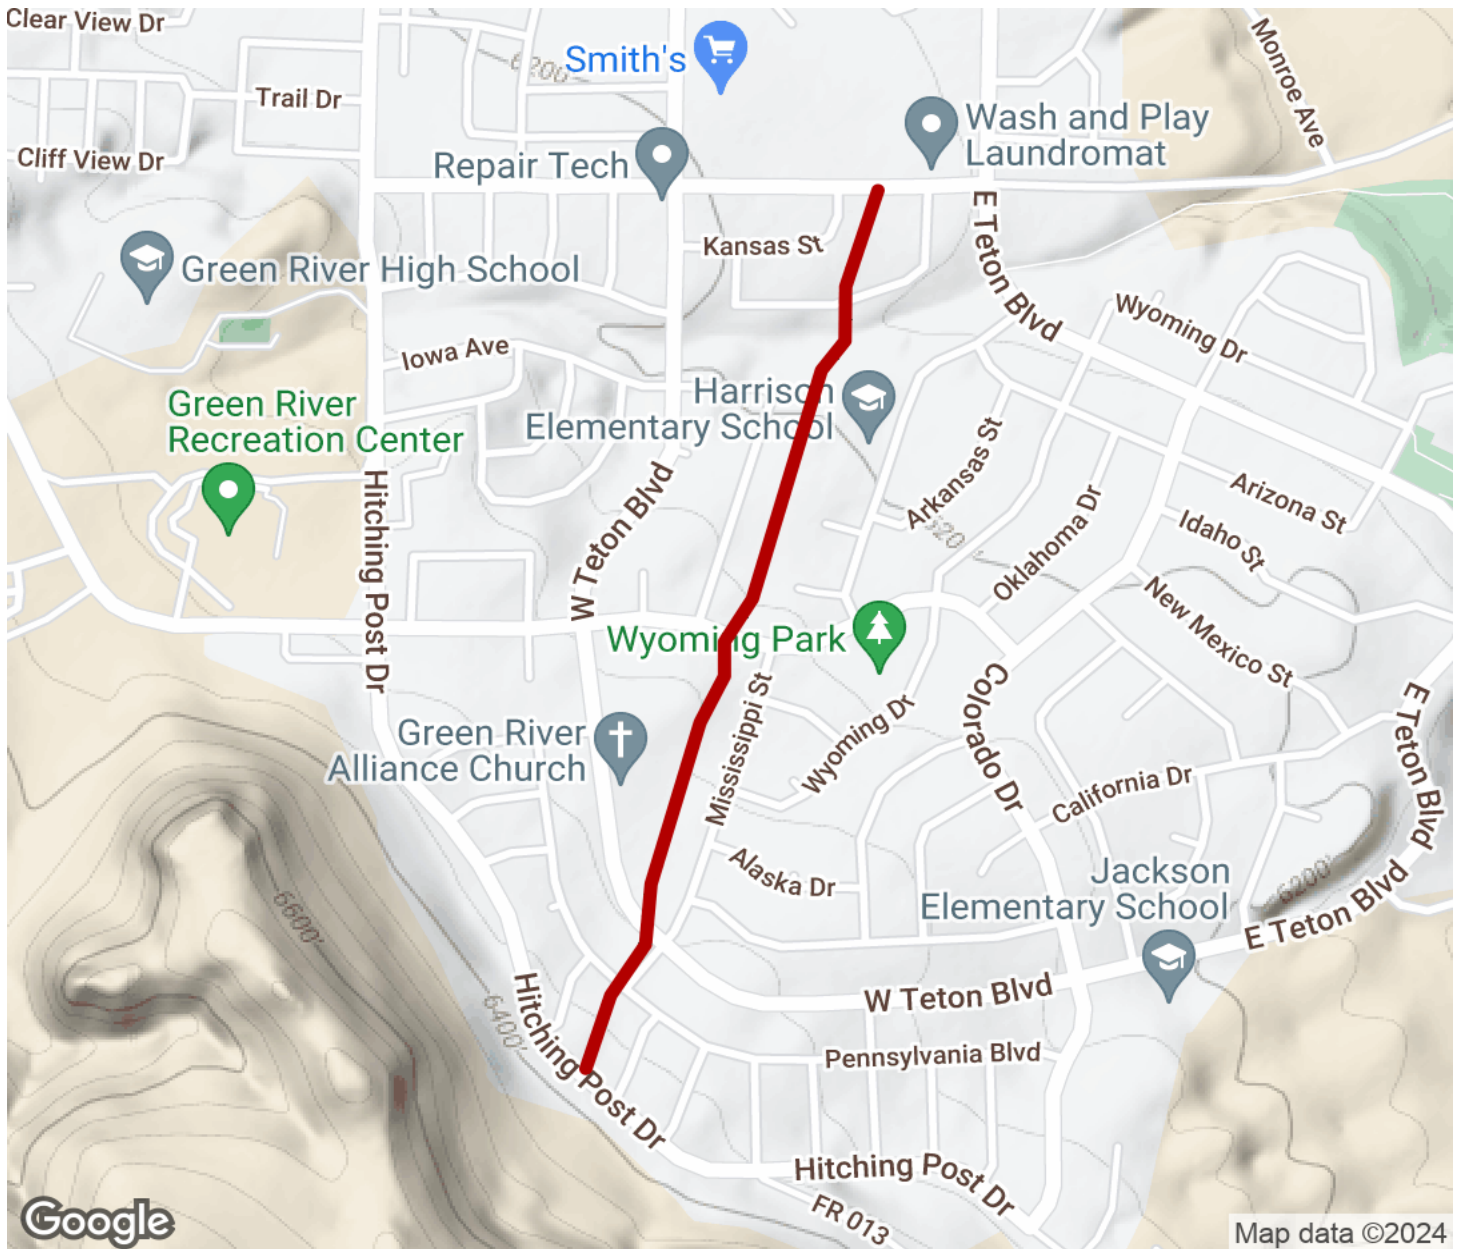 Clear View Dr
Smith's
6200'
Monroe Ave
Trail Dr
Wash and Play
Laundromat
Cliff View Dr
Repair Tech
E Teton Blvd
Kansas St
Green River High School
Wyoming Dr
Iowa Ave
Harrison
Elementary School
Green River
Recreation Center
Arkansas St
Hitching Post Dr
W Teton Blvd
Arizona St
Oklahoma Dr
Idaho St
6200'
New Mexico St
Wyoming Park
Colorado Dr
Mississippi St
E Teton Blvd
Wyoming Dr
Green River
Alliance Church
California Dr
Alaska Dr
Jackson
Elementary School
6200'
6600'
E Teton Blvd
Hitching Post Dr
6400'
W Teton Blvd
Pennsylvania Blvd
Hitching Post Dr
FR 013
Google
Map data ©2024